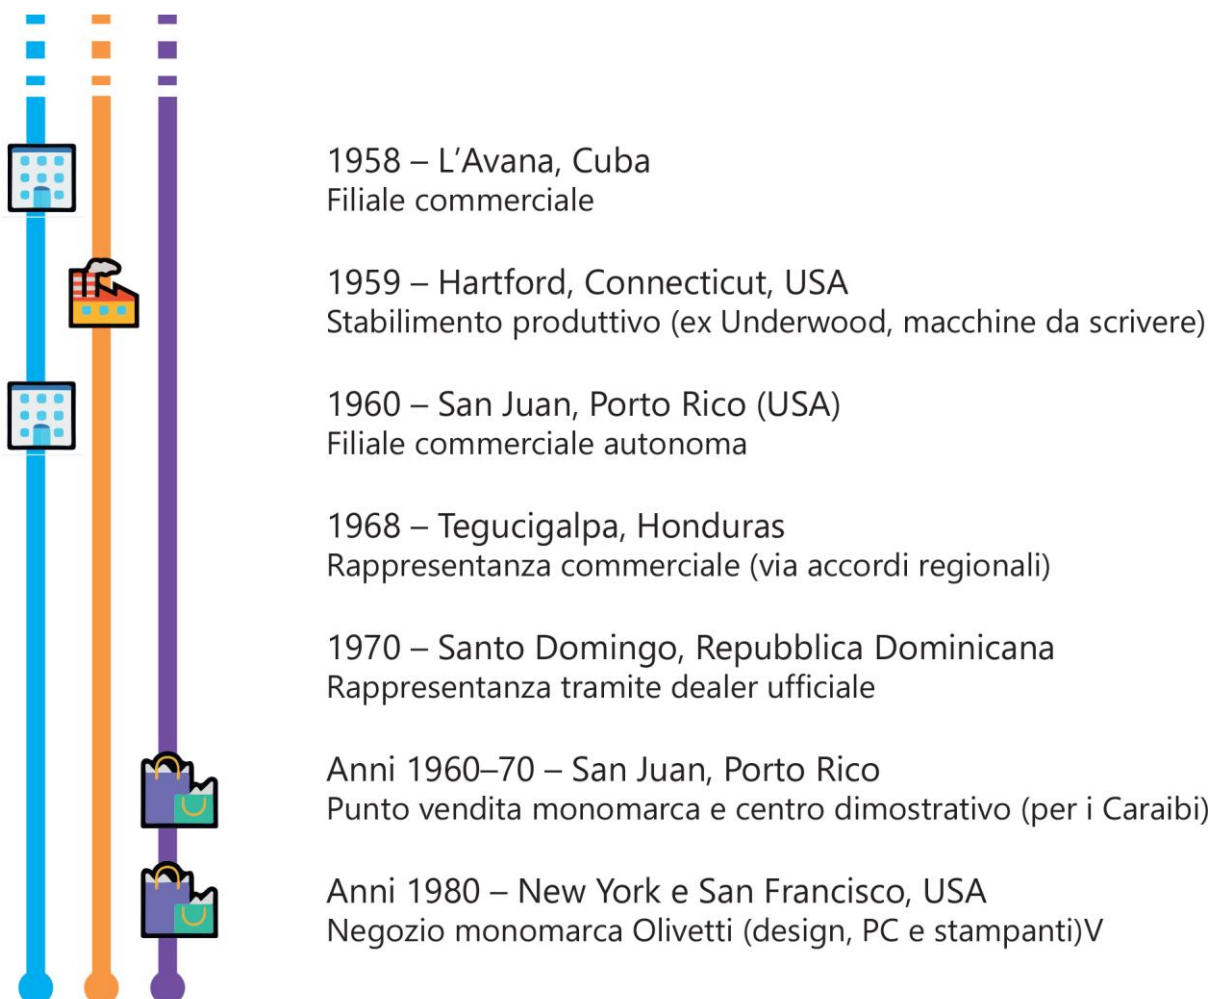 1958 – L’Avana, Cuba
Filiale commerciale
1959 – Hartford, Connecticut, USA
Stabilimento produttivo (ex Underwood, macchine da scrivere)
1960 – San Juan, Porto Rico (USA)
Filiale commerciale autonoma
1968 – Tegucigalpa, Honduras
Rappresentanza commerciale (via accordi regionali)
1970 – Santo Domingo, Repubblica Dominicana
Rappresentanza tramite dealer ufficiale
Anni 1960–70 – San Juan, Porto Rico
Punto vendita monomarca e centro dimostrativo (per i Caraibi)
Anni 1980 – New York e San Francisco, USA
Negozio monomarca Olivetti (design, PC e stampanti)V